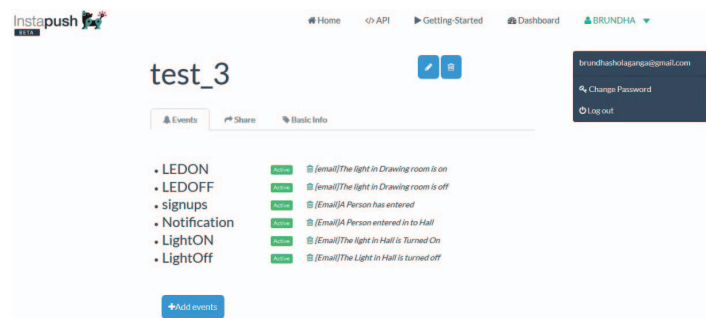 Instapush
BETA
Home
API
Getting-Started
Dashboard
BRUNDHA
brundhasholaganga@gmail.com
Change Password
Log out
test_3
Events
Share
Basic Info
• LEDON Active [email]The light in Drawing room is on
• LEDOFF Active [email]The light in Drawing room is off
• signups Active [Email]A Person has entered
• Notification Active [Email]A Person entered in to Hall
• LightON Active [Email]The light in Hall is Turned On
• LightOff Active [Email]The Light in Hall is turned off
+Add events